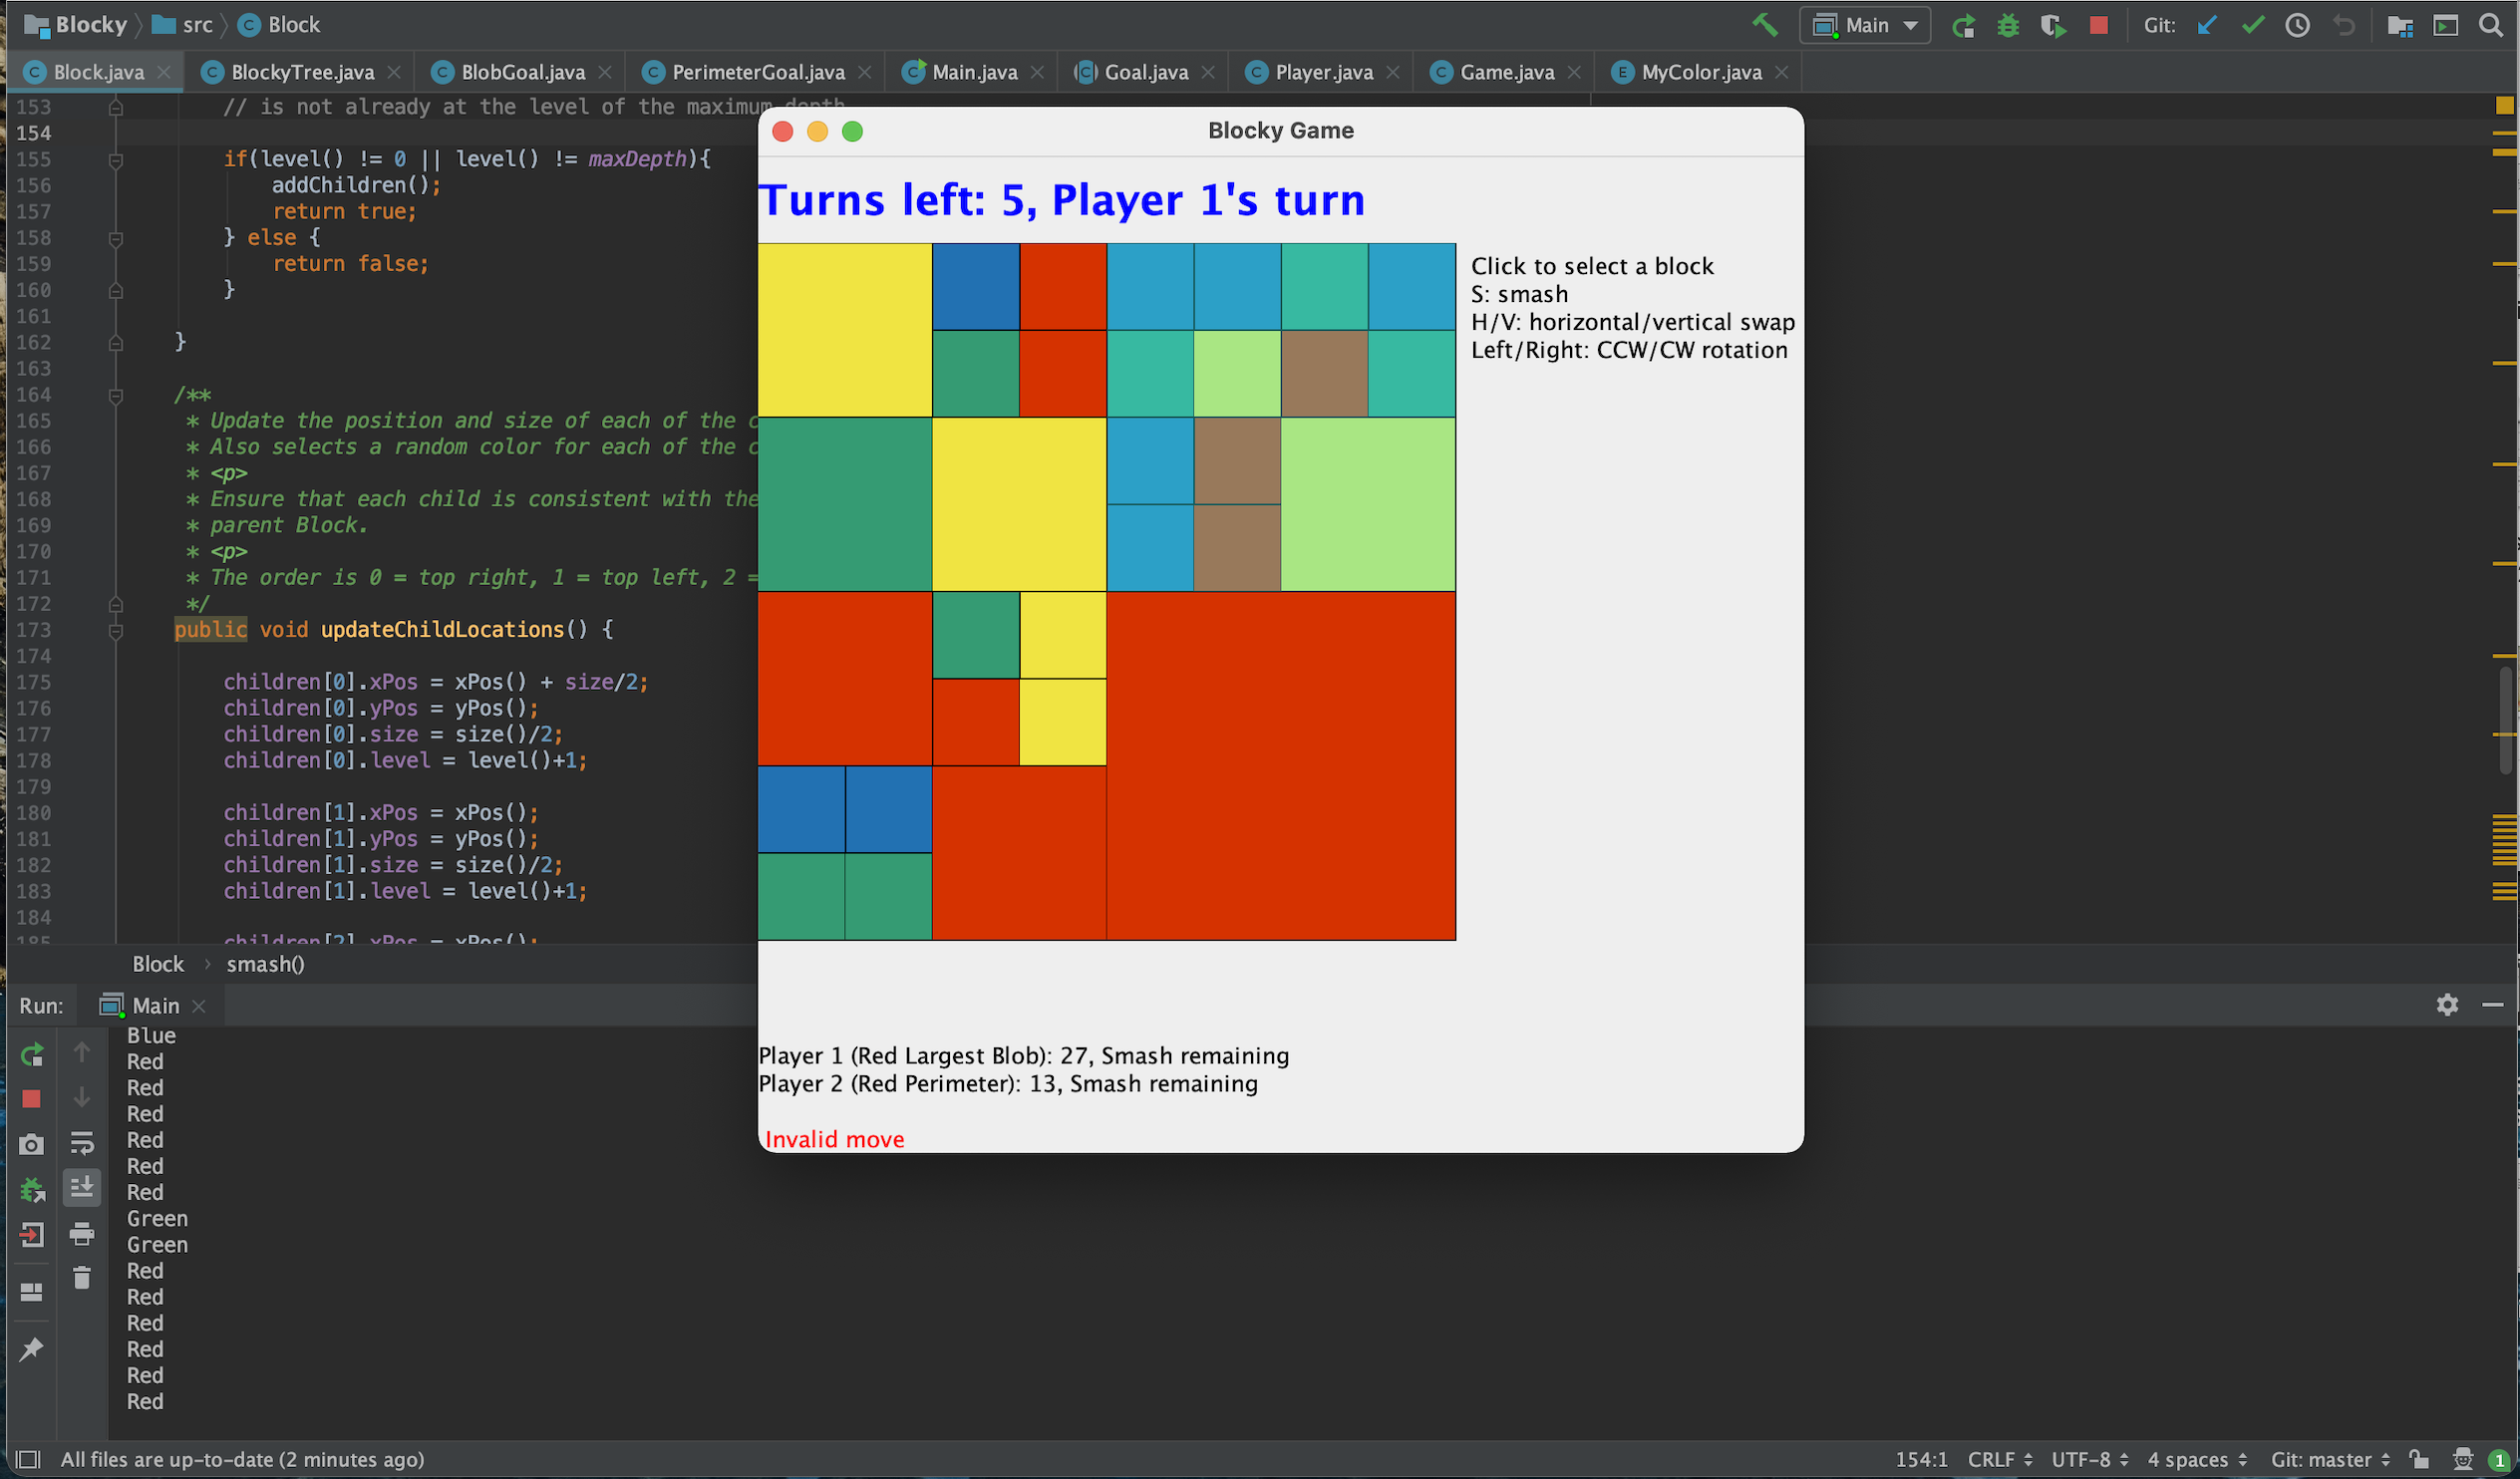 Blocky src Block
Main Git:
Block.java BlockyTree.java BlobGoal.java PerimeterGoal.java Main.java Goal.java Player.java Game.java MyColor.java
153 // is not already at the level of the maximum depth
154
155 if(level() != 0 || level() != maxDepth){
156 addChildren();
157 return true;
158 } else {
159 return false;
160 }
161
162 }
163
164 /**
165 * Update the position and size of each of the c
166 * Also selects a random color for each of the c
167 * <p>
168 * Ensure that each child is consistent with the
169 * parent Block.
170 * <p>
171 * The order is 0 = top right, 1 = top left, 2 =
172 */
173 public void updateChildLocations() {
174
175 children[0].xPos = xPos() + size/2;
176 children[0].yPos = yPos();
177 children[0].size = size()/2;
178 children[0].level = level()+1;
179
180 children[1].xPos = xPos();
181 children[1].yPos = yPos();
182 children[1].size = size()/2;
183 children[1].level = level()+1;
184
185 children[2].xPos = xPos();
Block smash()
Blocky Game
Turns left: 5, Player 1's turn
Click to select a block
S: smash
H/V: horizontal/vertical swap
Left/Right: CCW/CW rotation
Player 1 (Red Largest Blob): 27, Smash remaining
Player 2 (Red Perimeter): 13, Smash remaining
Invalid move
Run: Main
Blue
Red
Red
Red
Red
Red
Red
Green
Green
Red
Red
Red
Red
Red
Red
All files are up-to-date (2 minutes ago) 154:1 CRLF UTF-8 4 spaces Git: master 1